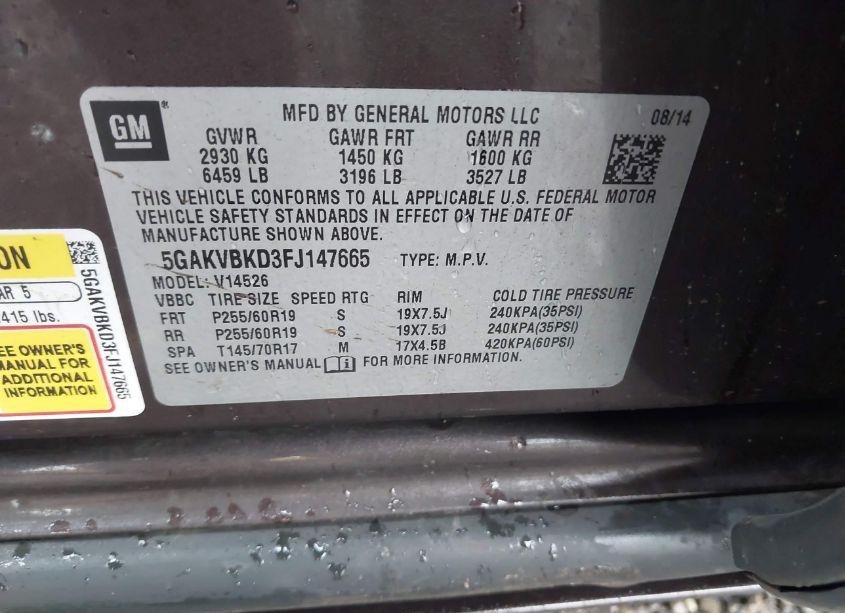 GM ®
MFD BY GENERAL MOTORS LLC 08/14
GVWR GAWR FRT GAWR RR
2930 KG 1450 KG 1600 KG
6459 LB 3196 LB 3527 LB
THIS VEHICLE CONFORMS TO ALL APPLICABLE U.S. FEDERAL MOTOR
VEHICLE SAFETY STANDARDS IN EFFECT ON THE DATE OF
MANUFACTURE SHOWN ABOVE.
5GAKVBKD3FJ147665 TYPE: M.P.V.
MODEL: V14526
VBBC TIRE SIZE SPEED RTG RIM COLD TIRE PRESSURE
FRT P255/60R19 S 19X7.5J 240KPA(35PSI)
RR P255/60R19 S 19X7.5J 240KPA(35PSI)
SPA T145/70R17 M 17X4.5B 420KPA(60PSI)
SEE OWNER'S MANUAL i FOR MORE INFORMATION.
ON
AR 5
415 lbs.
SEE OWNER'S
MANUAL FOR
ADDITIONAL
INFORMATION
5GAKVBKD3FJ147665